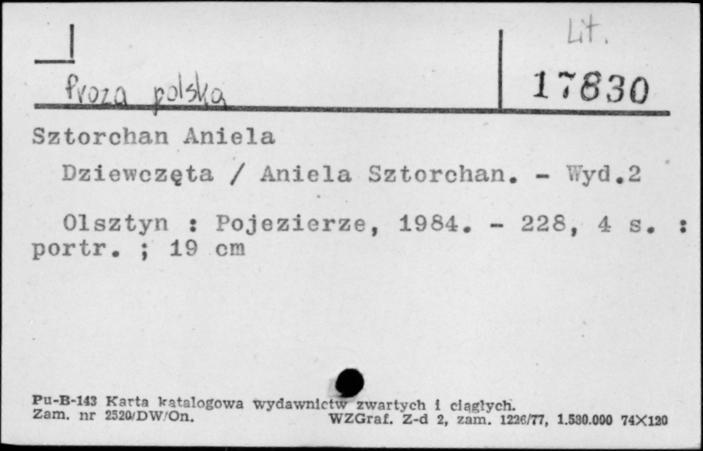 Lit.
17830
Proza polska
Sztorchan Aniela
Dziewczęta / Aniela Sztorchan. - Wyd.2
Olsztyn : Pojezierze, 1984. - 228, 4 s. :
portr. ; 19 cm
Pu-B-143 Karta katalogowa wydawnictw zwartych i ciągłych.
Zam. nr 2520/DW/On. WZGraf. Z-d 2, zam. 1226/77, 1.530.000 74X120